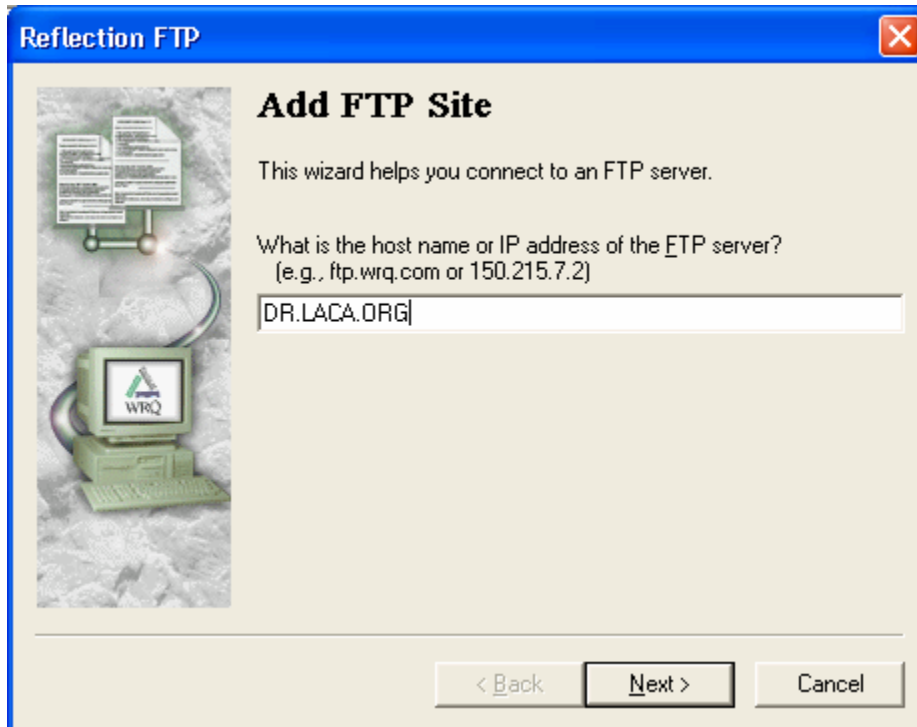 Reflection FTP
Add FTP Site
This wizard helps you connect to an FTP server.
What is the host name or IP address of the FTP server?
(e.g., ftp.wrq.com or 150.215.7.2)
DR.LACA.ORG
WRQ
< Back
Next >
Cancel